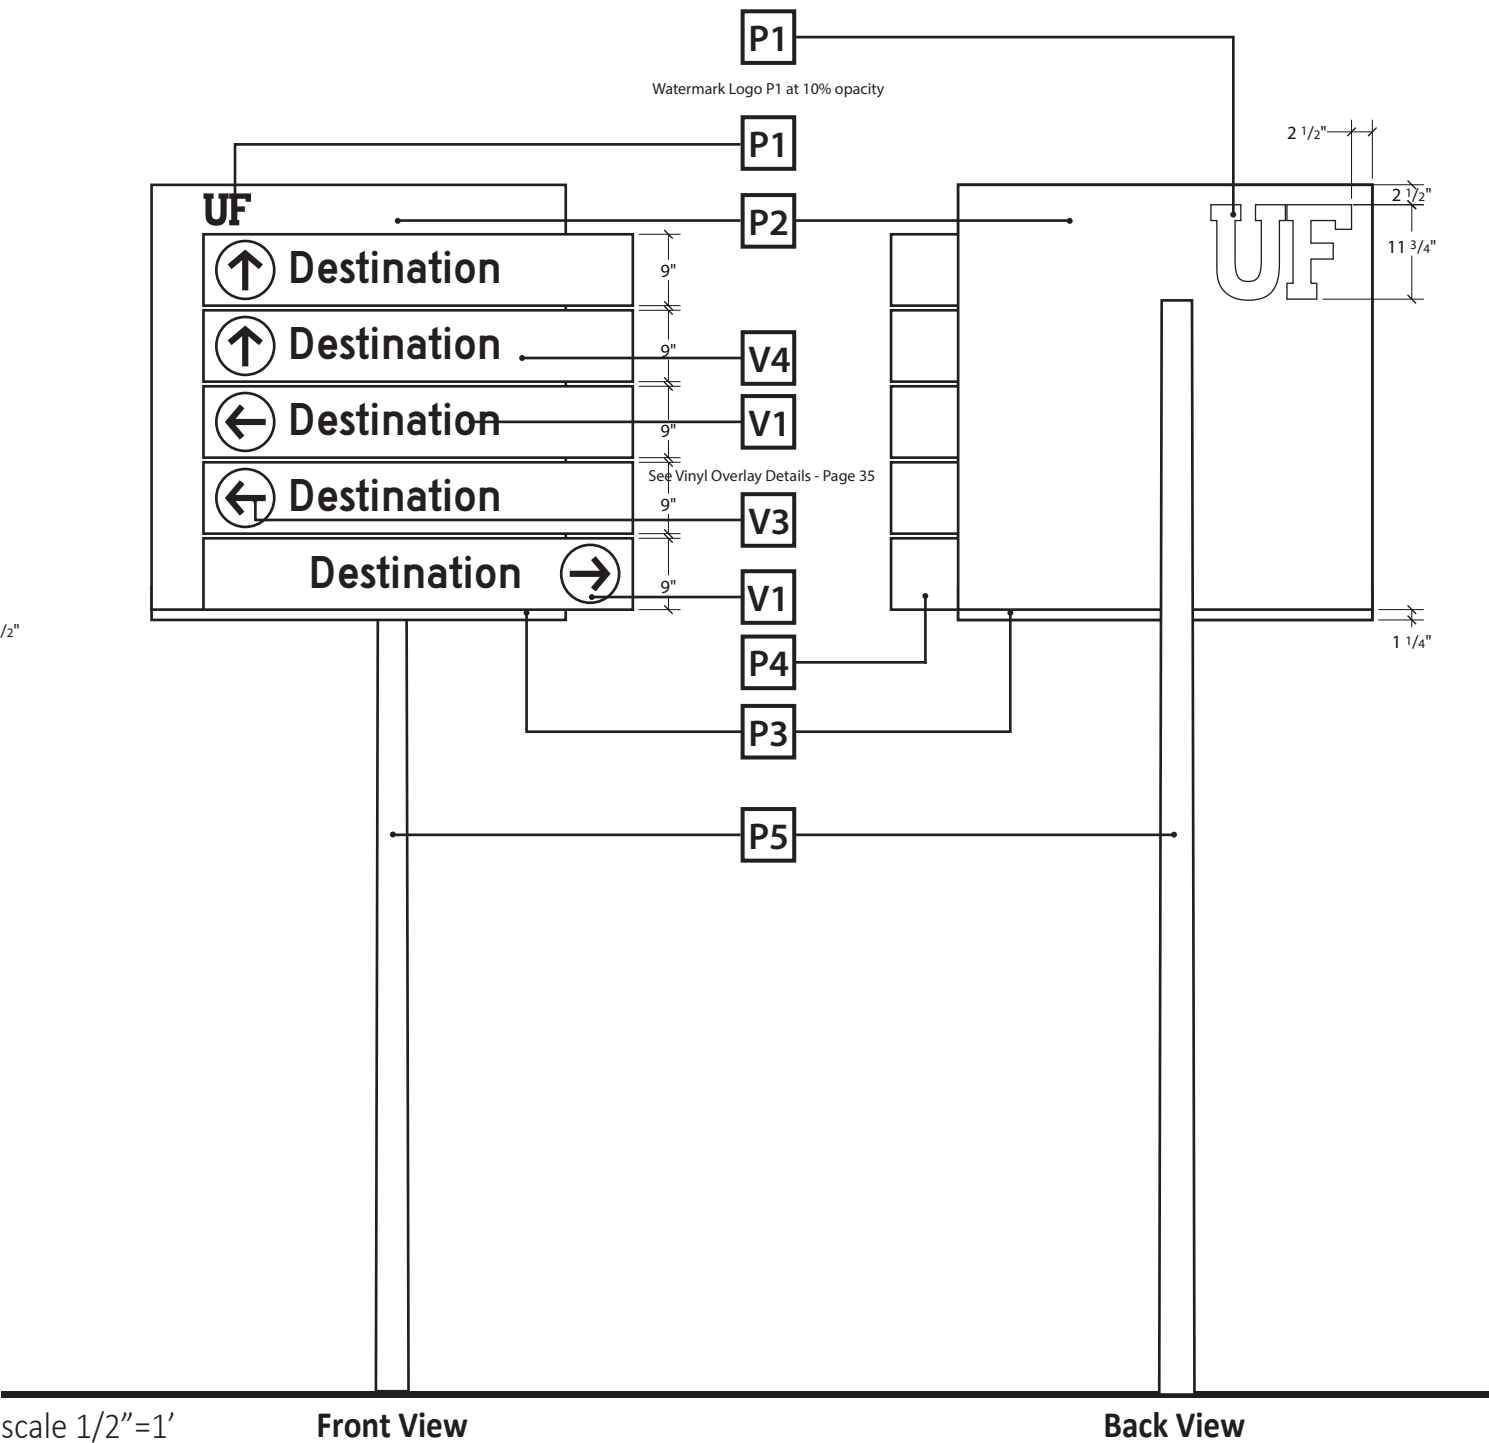 P1
Watermark Logo P1 at 10% opacity
P1
2 1/2"
UF
P2
2 1/2"
UF
11 3/4"
Destination
9"
Destination
9"
V4
Destination
9"
V1
See Vinyl Overlay Details - Page 35
Destination
9"
V3
Destination
9"
V1
/2"
P4
1 1/4"
P3
P5
scale 1/2"=1'
Front View
Back View